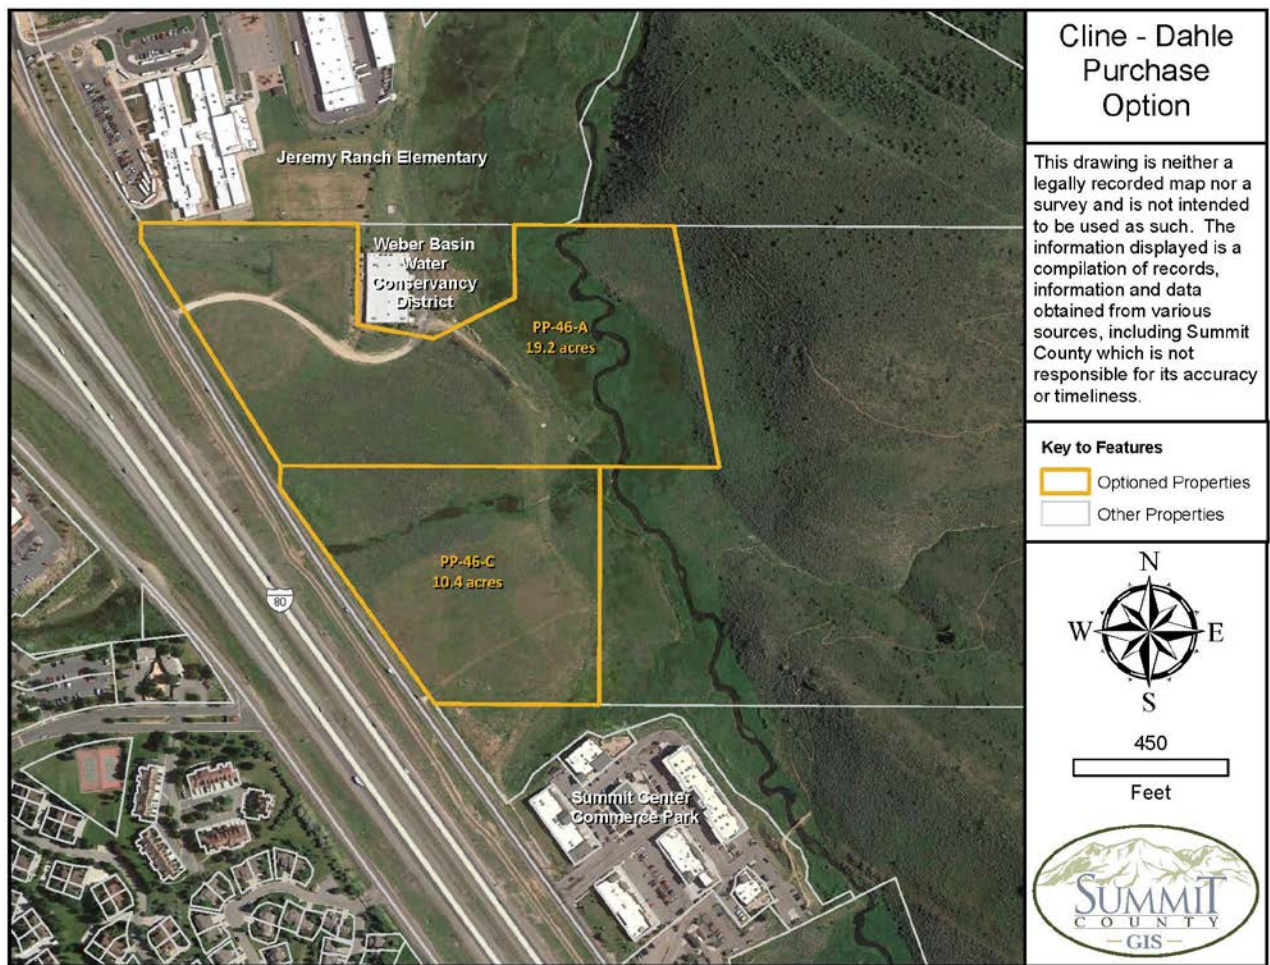 Cline - Dahle
Purchase
Option
This drawing is neither a
legally recorded map nor a
survey and is not intended
to be used as such. The
information displayed is a
compilation of records,
information and data
obtained from various
sources, including Summit
County which is not
responsible for its accuracy
or timeliness.
Key to Features
Optioned Properties
Other Properties
N
W E
S
450
Feet
SUMMIT
COUNTY
GIS
Jeremy Ranch Elementary
Weber Basin
Water
Conservancy
District
PP-46-A
19.2 acres
PP-46-C
10.4 acres
80
Summit Center
Commerce Park